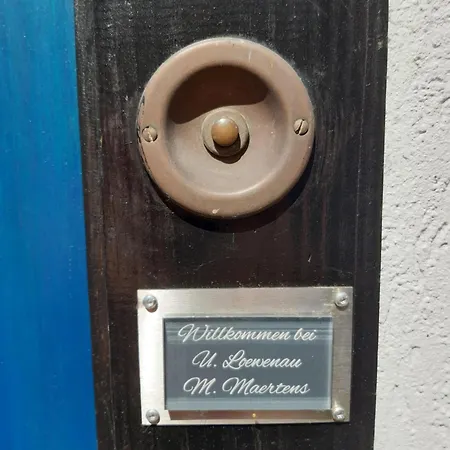 Willkommen bei
U. Loewenau
M. Maertens